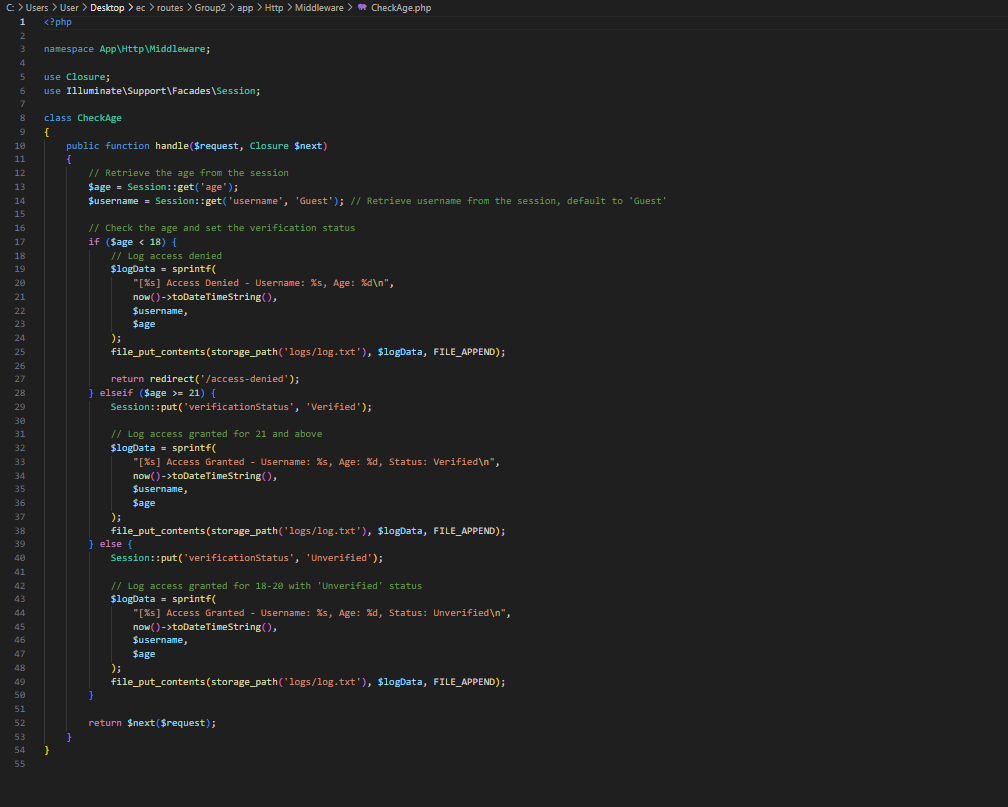 C: > Users > User > Desktop > ec > routes > Group2 > app > Http > Middleware > CheckAge.php
1 <?php
2
3 namespace App\Http\Middleware;
4
5 use Closure;
6 use Illuminate\Support\Facades\Session;
7
8 class CheckAge
9 {
10     public function handle($request, Closure $next)
11     {
12         // Retrieve the age from the session
13         $age = Session::get('age');
14         $username = Session::get('username', 'Guest'); // Retrieve username from the session, default to 'Guest'
15
16         // Check the age and set the verification status
17         if ($age < 18) {
18             // Log access denied
19             $logData = sprintf(
20                 "[%s] Access Denied - Username: %s, Age: %d\n",
21                 now()->toDateTimeString(),
22                 $username,
23                 $age
24             );
25             file_put_contents(storage_path('logs/log.txt'), $logData, FILE_APPEND);
26
27             return redirect('/access-denied');
28         } elseif ($age >= 21) {
29             Session::put('verificationStatus', 'Verified');
30
31             // Log access granted for 21 and above
32             $logData = sprintf(
33                 "[%s] Access Granted - Username: %s, Age: %d, Status: Verified\n",
34                 now()->toDateTimeString(),
35                 $username,
36                 $age
37             );
38             file_put_contents(storage_path('logs/log.txt'), $logData, FILE_APPEND);
39         } else {
40             Session::put('verificationStatus', 'Unverified');
41
42             // Log access granted for 18-20 with 'Unverified' status
43             $logData = sprintf(
44                 "[%s] Access Granted - Username: %s, Age: %d, Status: Unverified\n",
45                 now()->toDateTimeString(),
46                 $username,
47                 $age
48             );
49             file_put_contents(storage_path('logs/log.txt'), $logData, FILE_APPEND);
50         }
51
52         return $next($request);
53     }
54 }
55